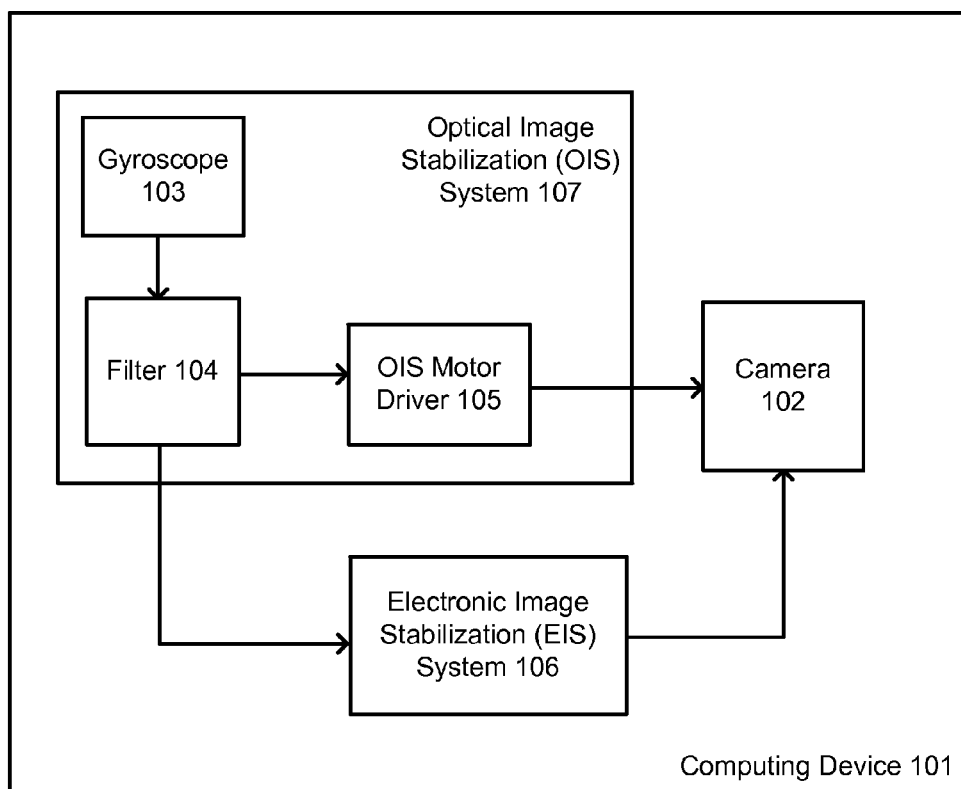 Gyroscope
103
Optical Image
Stabilization (OIS)
System 107
Filter 104
OIS Motor
Driver 105
Camera
102
Electronic Image
Stabilization (EIS)
System 106
Computing Device 101